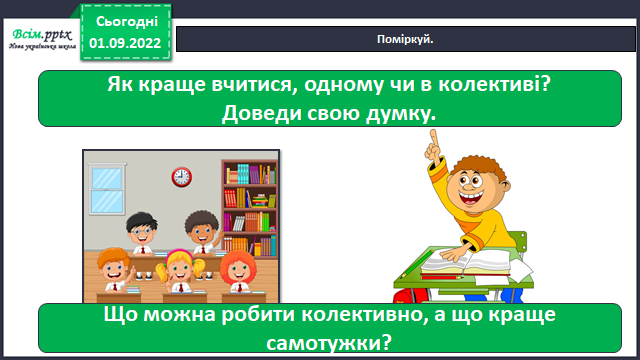 Всім.pptx
Нова українська школа
Сьогодні
01.09.2022
Поміркуй.
Як краще вчитися, одному чи в колективі?
Доведи свою думку.
Що можна робити колективно, а що краще
самотужки?